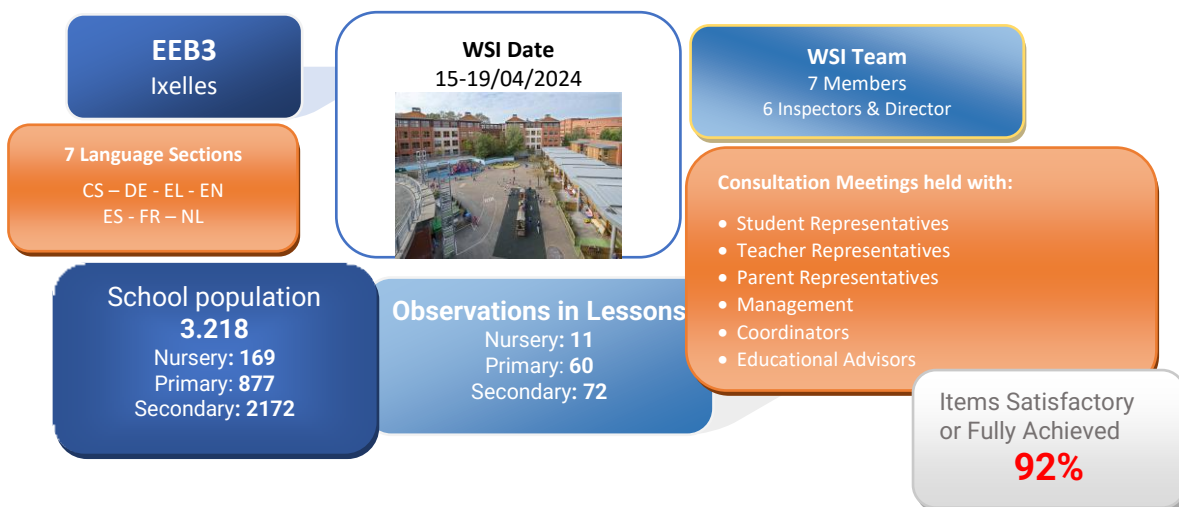 EEB3
Ixelles
WSI Date
15-19/04/2024
WSI Team
7 Members
6 Inspectors & Director
7 Language Sections
CS – DE - EL - EN
ES - FR – NL
Consultation Meetings held with:
• Student Representatives
• Teacher Representatives
• Parent Representatives
• Management
• Coordinators
• Educational Advisors
School population
3.218
Nursery: 169
Primary: 877
Secondary: 2172
Observations in Lessons
Nursery: 11
Primary: 60
Secondary: 72
Items Satisfactory
or Fully Achieved
92%